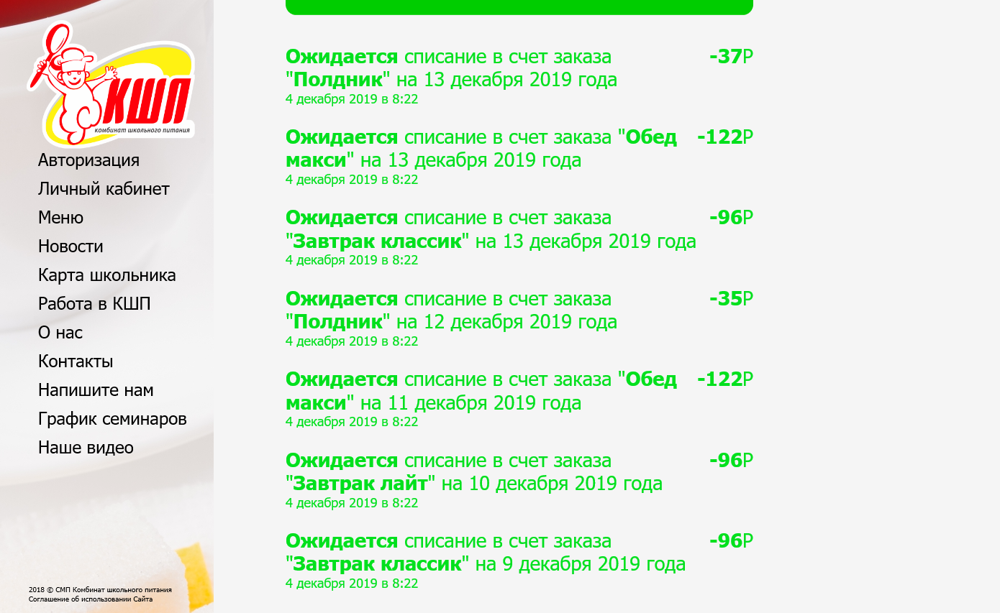 КШП
комбинат школьного питания
Авторизация
Личный кабинет
Меню
Новости
Карта школьника
Работа в КШП
О нас
Контакты
Напишите нам
График семинаров
Наше видео
2018 © СМП Комбинат школьного питания
Соглашение об использовании Сайта
Ожидается списание в счет заказа -37Р
"Полдник" на 13 декабря 2019 года
4 декабря 2019 в 8:22
Ожидается списание в счет заказа "Обед -122Р
макси" на 13 декабря 2019 года
4 декабря 2019 в 8:22
Ожидается списание в счет заказа -96Р
"Завтрак классик" на 13 декабря 2019 года
4 декабря 2019 в 8:22
Ожидается списание в счет заказа -35Р
"Полдник" на 12 декабря 2019 года
4 декабря 2019 в 8:22
Ожидается списание в счет заказа "Обед -122Р
макси" на 11 декабря 2019 года
4 декабря 2019 в 8:22
Ожидается списание в счет заказа -96Р
"Завтрак лайт" на 10 декабря 2019 года
4 декабря 2019 в 8:22
Ожидается списание в счет заказа -96Р
"Завтрак классик" на 9 декабря 2019 года
4 декабря 2019 в 8:22